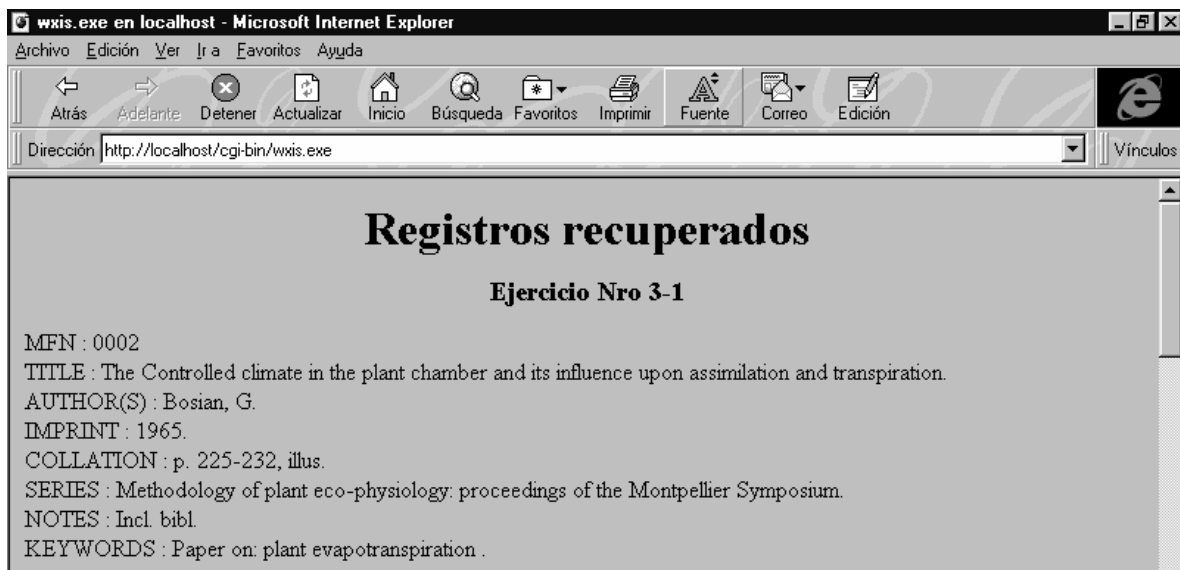 wxis.exe en localhost - Microsoft Internet Explorer
Archivo Edición Ver Ir a Favoritos Ayuda
Atrás Adelante Detener Actualizar Inicio Búsqueda Favoritos Imprimir Fuente Correo Edición
Dirección http://localhost/cgi-bin/wxis.exe Vínculos
Registros recuperados
Ejercicio Nro 3-1
MFN : 0002
TITLE : The Controlled climate in the plant chamber and its influence upon assimilation and transpiration.
AUTHOR(S) : Bosian, G.
IMPRINT : 1965.
COLLATION : p. 225-232, illus.
SERIES : Methodology of plant eco-physiology: proceedings of the Montpellier Symposium.
NOTES : Incl. bibl.
KEYWORDS : Paper on: plant evapotranspiration .